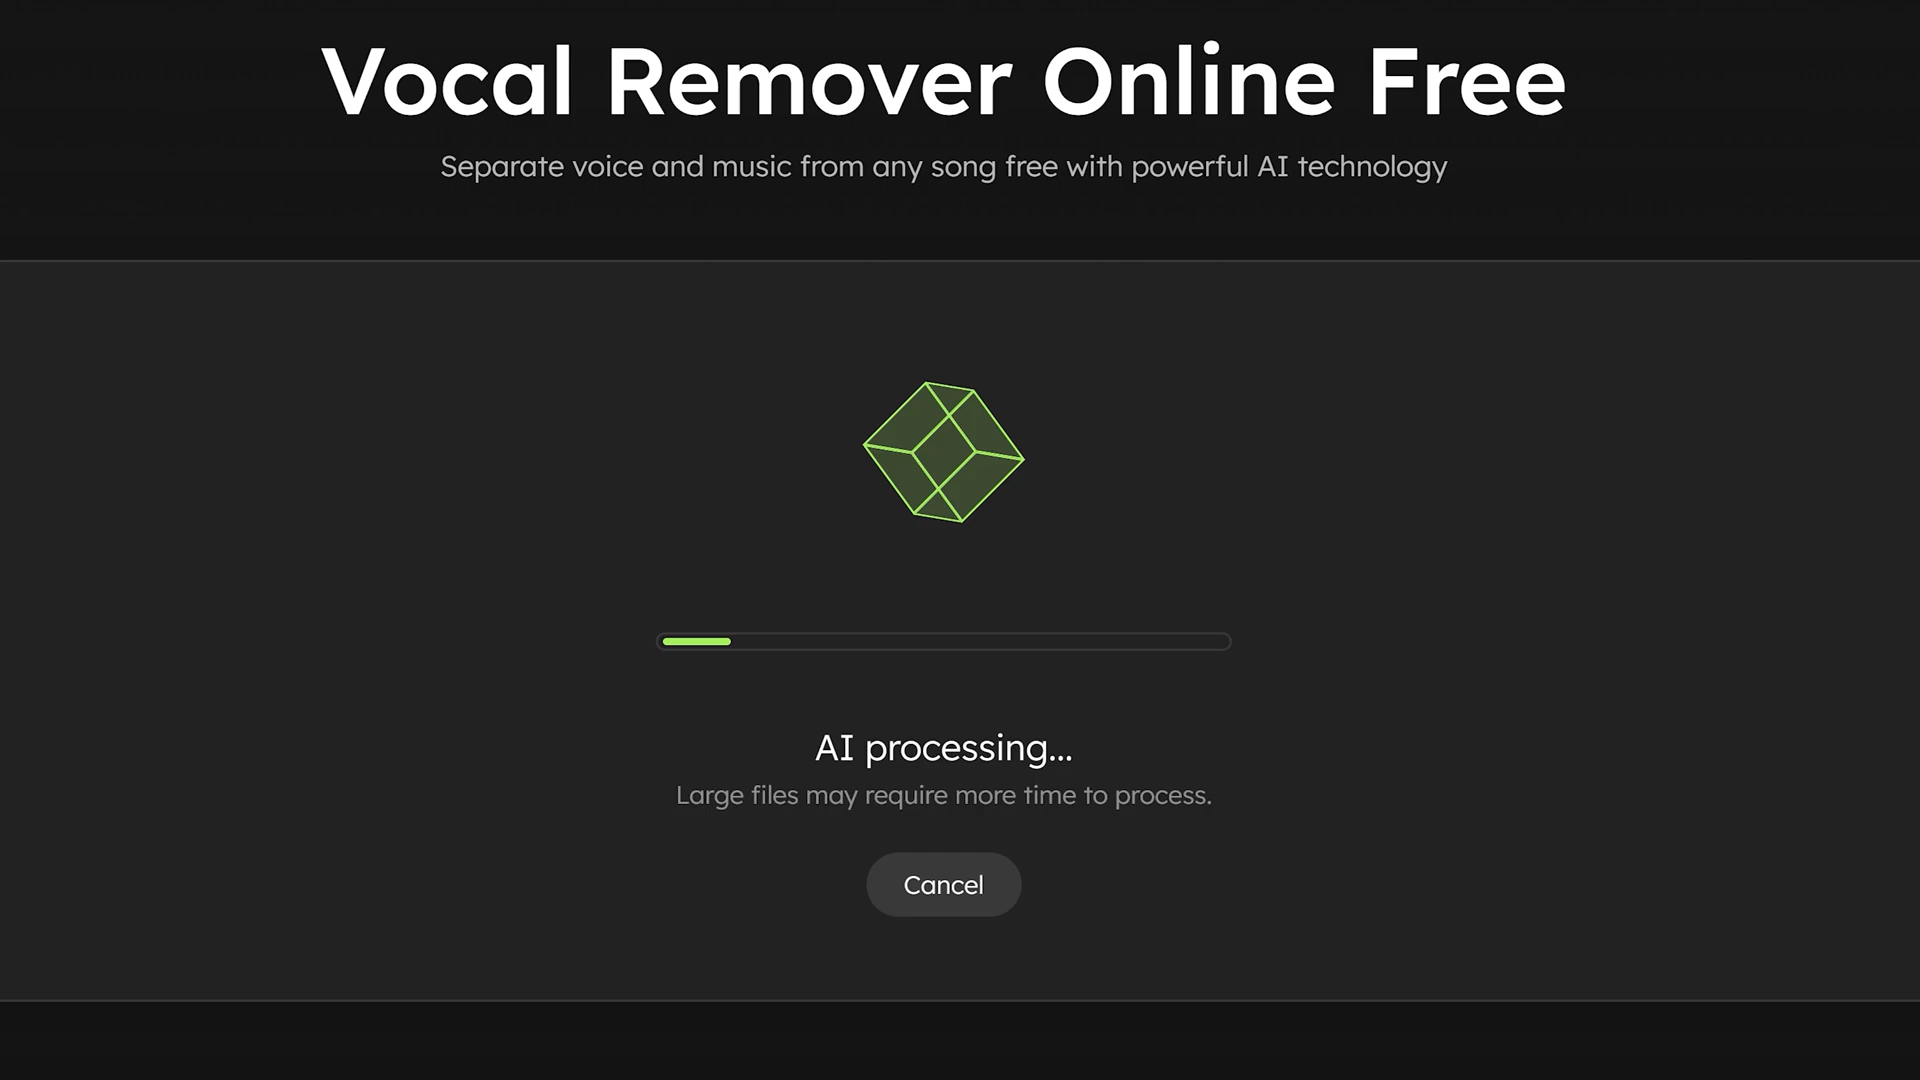 Vocal Remover Online Free
Separate voice and music from any song free with powerful AI technology
AI processing...
Large files may require more time to process.
Cancel